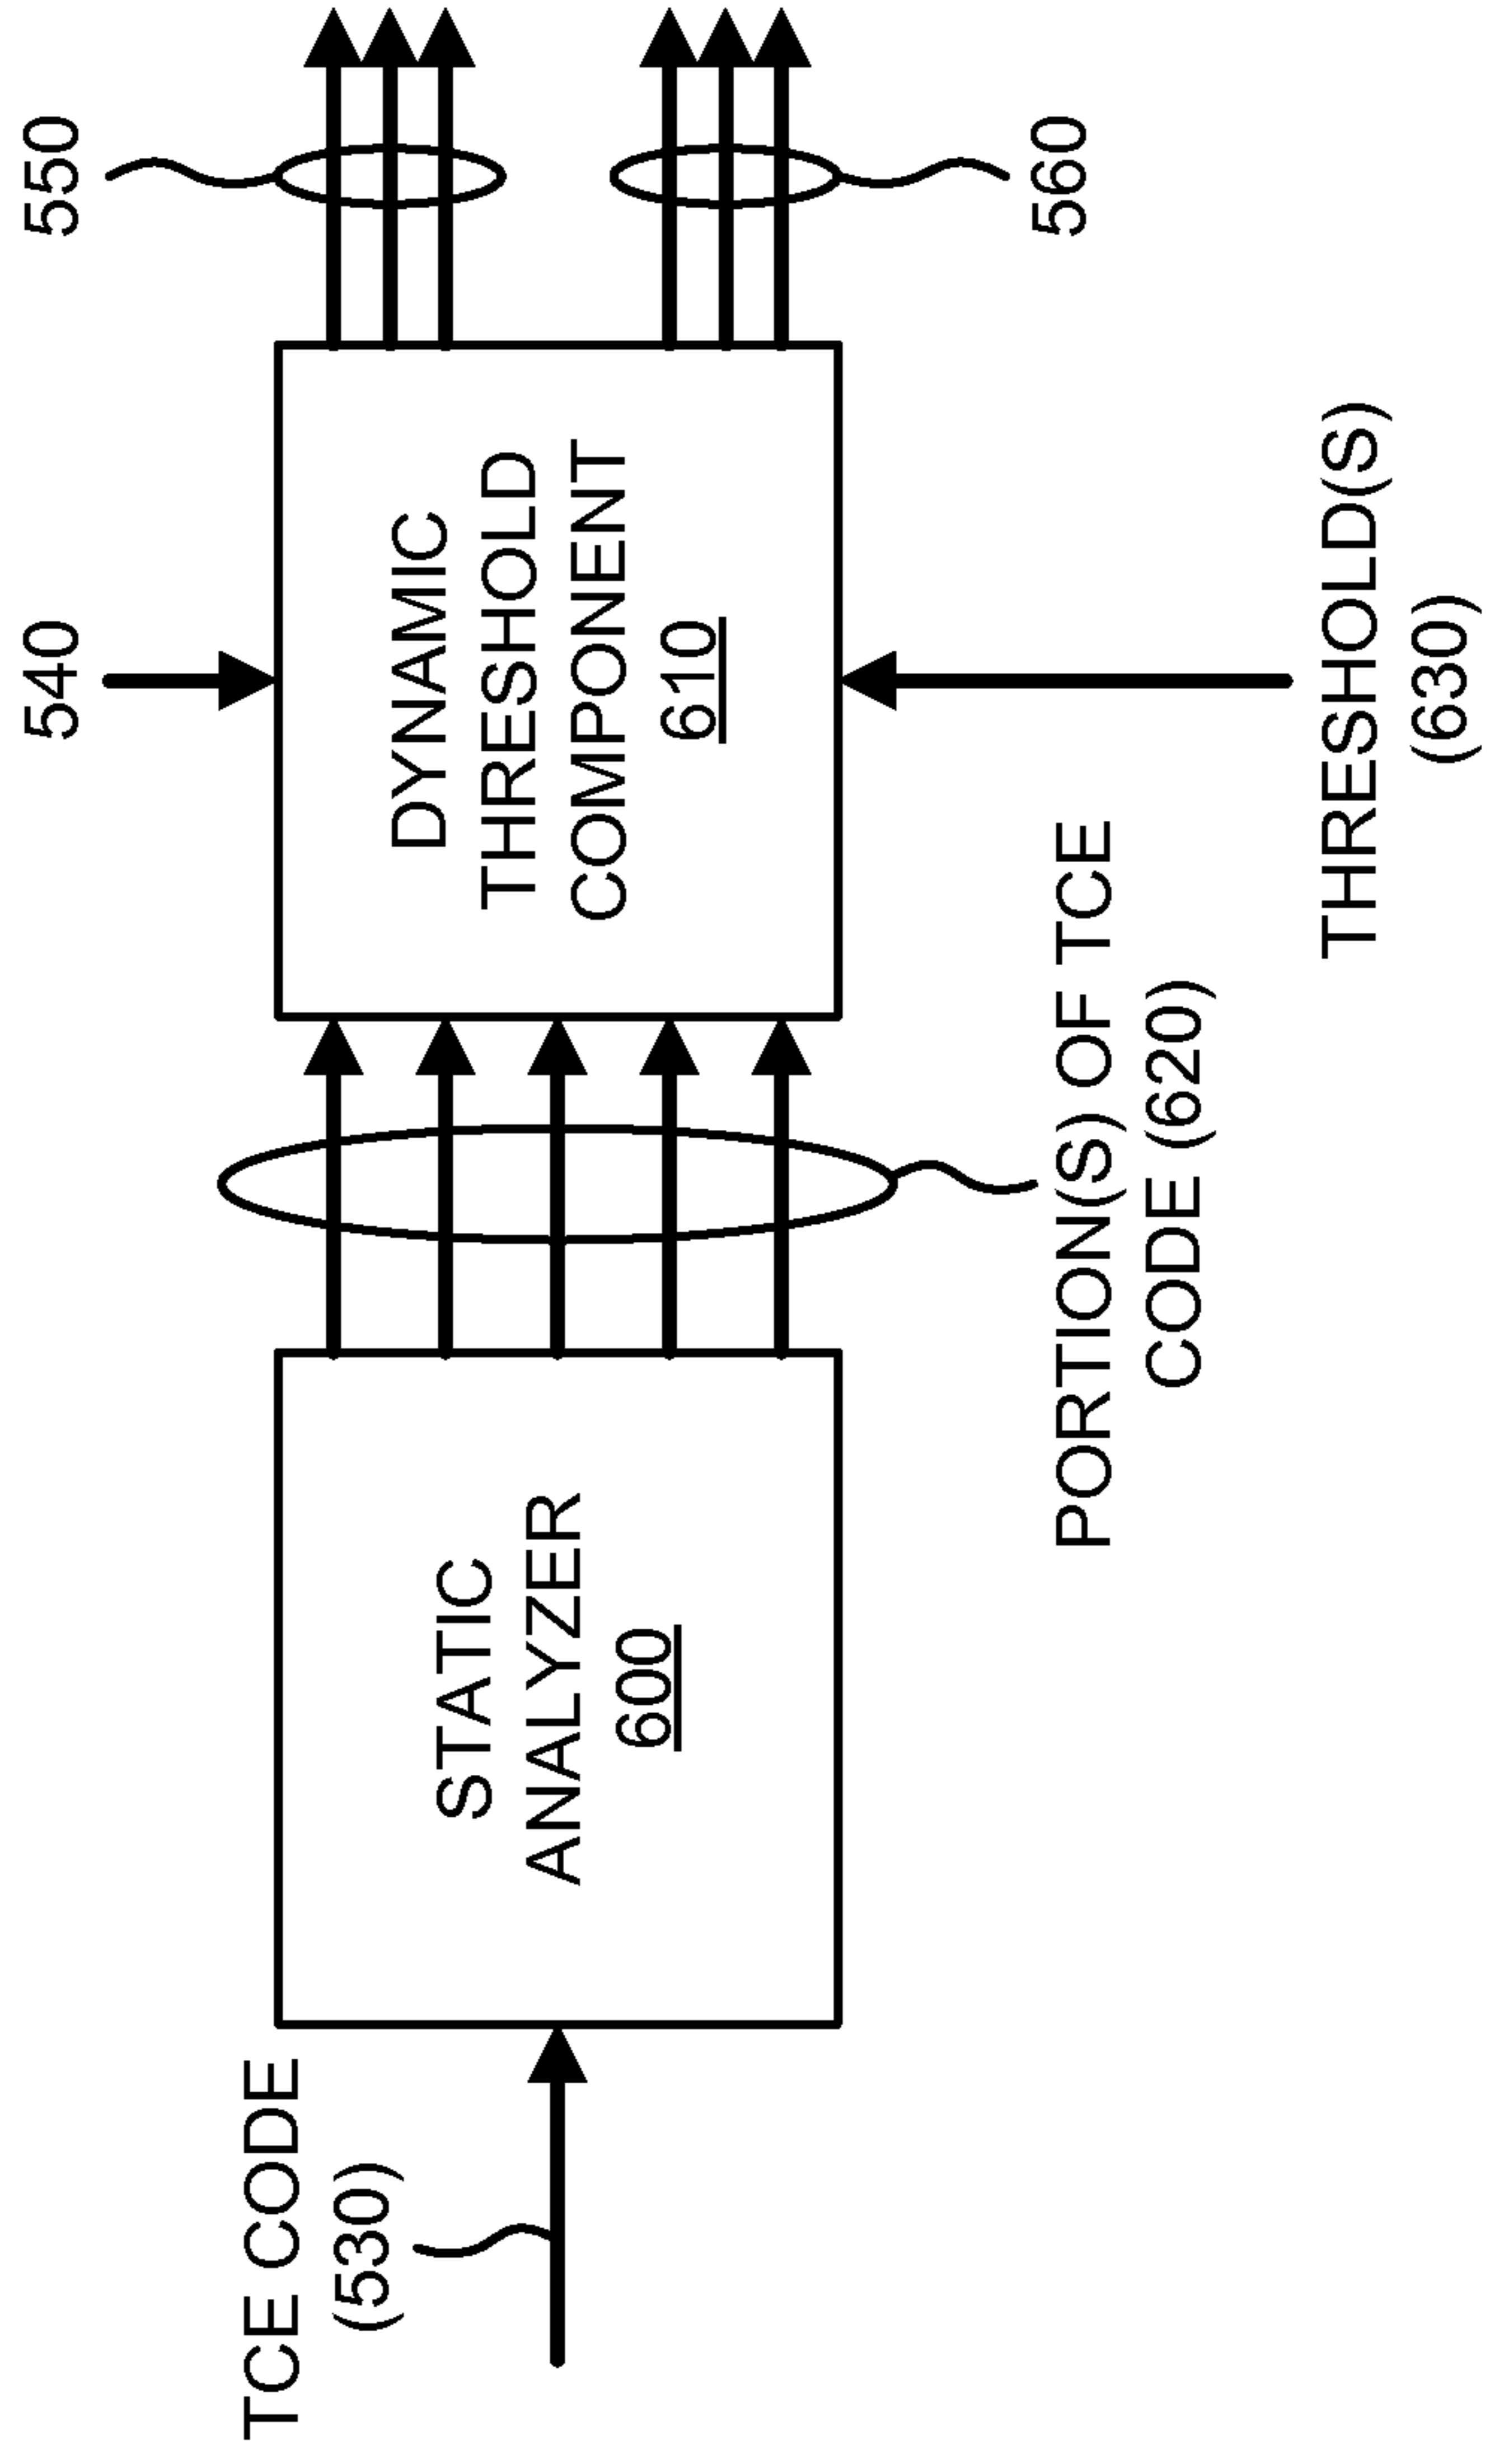 TCE CODE
(530)
STATIC
ANALYZER
600
PORTION(S) OF TCE
CODE (620)
540
DYNAMIC
THRESHOLD
COMPONENT
610
THRESHOLD(S)
(630)
550
560